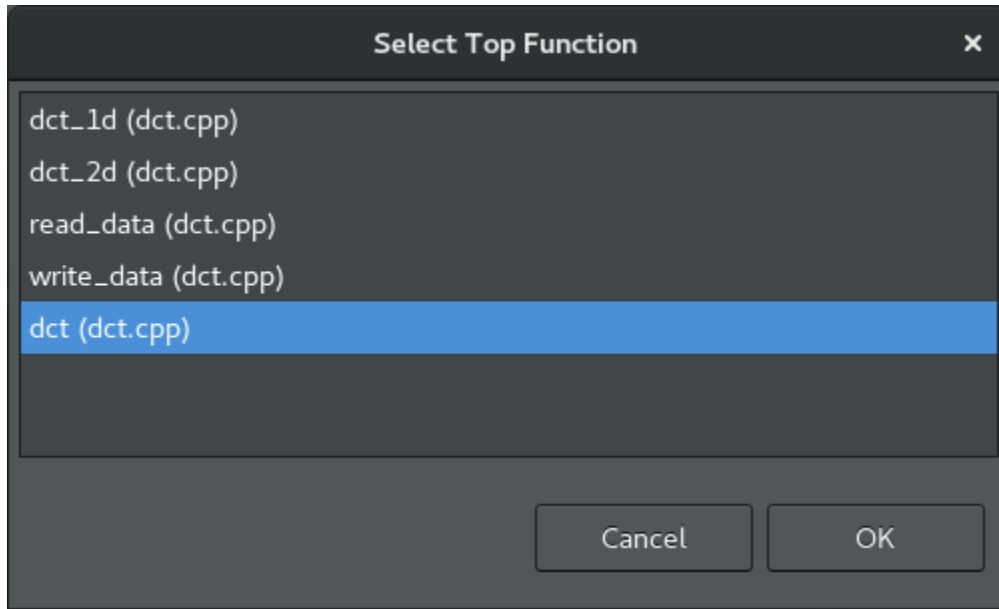 Select Top Function ×
dct_1d (dct.cpp)
dct_2d (dct.cpp)
read_data (dct.cpp)
write_data (dct.cpp)
dct (dct.cpp)
Cancel OK